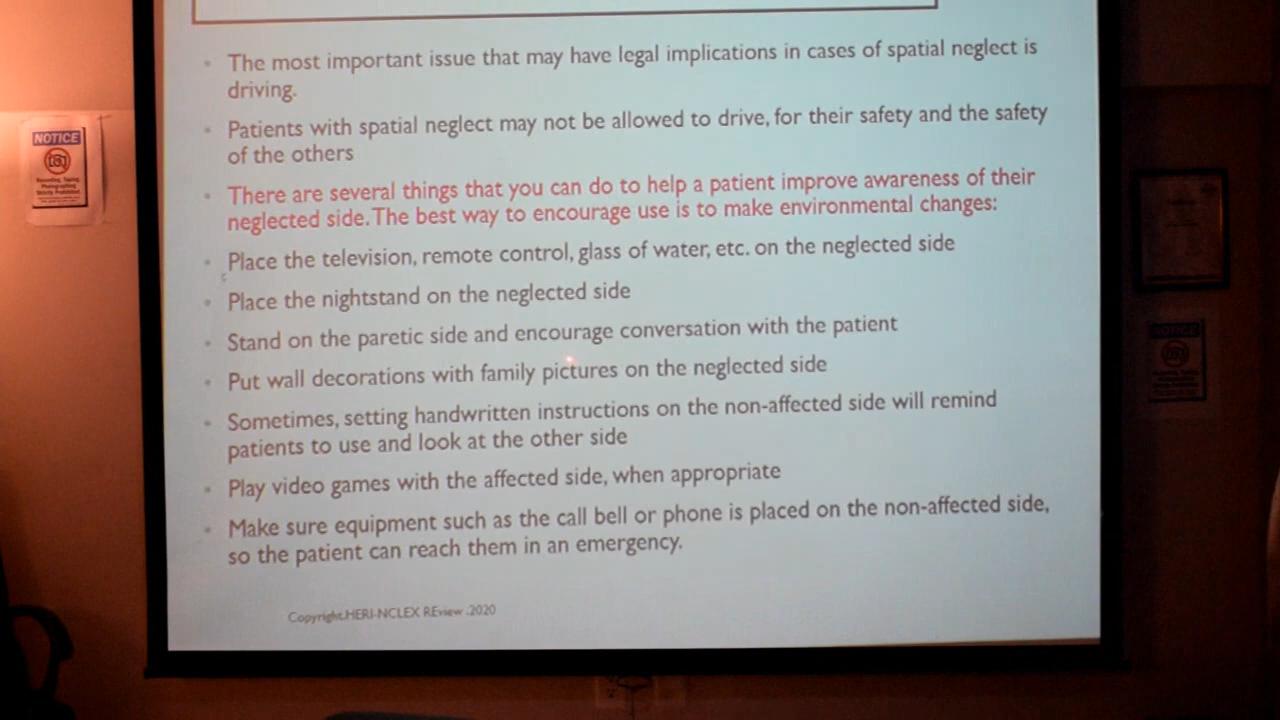 The most important issue that may have legal implications in cases of spatial neglect is
driving.
Patients with spatial neglect may not be allowed to drive, for their safety and the safety
of the others
There are several things that you can do to help a patient improve awareness of their
neglected side. The best way to encourage use is to make environmental changes:
Place the television, remote control, glass of water, etc. on the neglected side
Place the nightstand on the neglected side
Stand on the paretic side and encourage conversation with the patient
Put wall decorations with family pictures on the neglected side
Sometimes, setting handwritten instructions on the non-affected side will remind
patients to use and look at the other side
Play video games with the affected side, when appropriate
Make sure equipment such as the call bell or phone is placed on the non-affected side,
so the patient can reach them in an emergency.
Copyright.HERI-NCLEX REview .2020
NOTICE
Recording, Taping,
Photographing
Strictly Prohibited
NOTICE